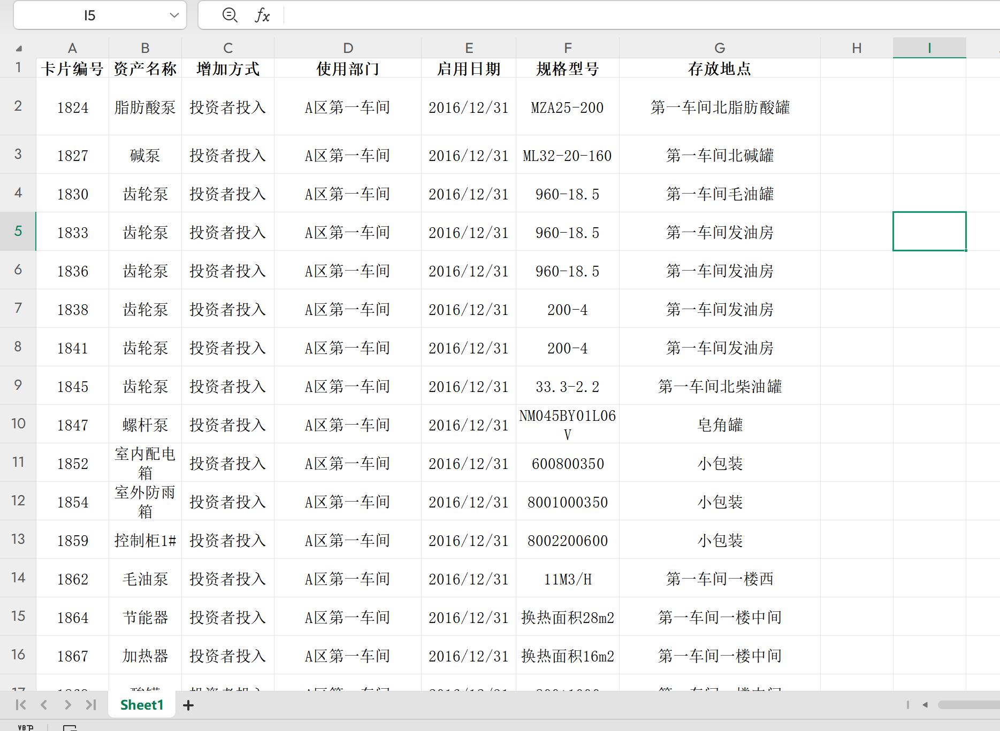 I5
fx
A B C D E F G H I
1 卡片编号 资产名称 增加方式 使用部门 启用日期 规格型号 存放地点
2 1824 脂肪酸泵 投资者投入 A区第一车间 2016/12/31 MZA25-200 第一车间北脂肪酸罐
3 1827 碱泵 投资者投入 A区第一车间 2016/12/31 ML32-20-160 第一车间北碱罐
4 1830 齿轮泵 投资者投入 A区第一车间 2016/12/31 960-18.5 第一车间毛油罐
5 1833 齿轮泵 投资者投入 A区第一车间 2016/12/31 960-18.5 第一车间发油房
6 1836 齿轮泵 投资者投入 A区第一车间 2016/12/31 960-18.5 第一车间发油房
7 1838 齿轮泵 投资者投入 A区第一车间 2016/12/31 200-4 第一车间发油房
8 1841 齿轮泵 投资者投入 A区第一车间 2016/12/31 200-4 第一车间发油房
9 1845 齿轮泵 投资者投入 A区第一车间 2016/12/31 33.3-2.2 第一车间北柴油罐
10 1847 螺杆泵 投资者投入 A区第一车间 2016/12/31 NM045BY01L06V 皂角罐
11 1852 室内配电箱 投资者投入 A区第一车间 2016/12/31 600800350 小包装
12 1854 室外防雨箱 投资者投入 A区第一车间 2016/12/31 8001000350 小包装
13 1859 控制柜1# 投资者投入 A区第一车间 2016/12/31 8002200600 小包装
14 1862 毛油泵 投资者投入 A区第一车间 2016/12/31 11M3/H 第一车间一楼西
15 1864 节能器 投资者投入 A区第一车间 2016/12/31 换热面积28m2 第一车间一楼中间
16 1867 加热器 投资者投入 A区第一车间 2016/12/31 换热面积16m2 第一车间一楼中间
Sheet1